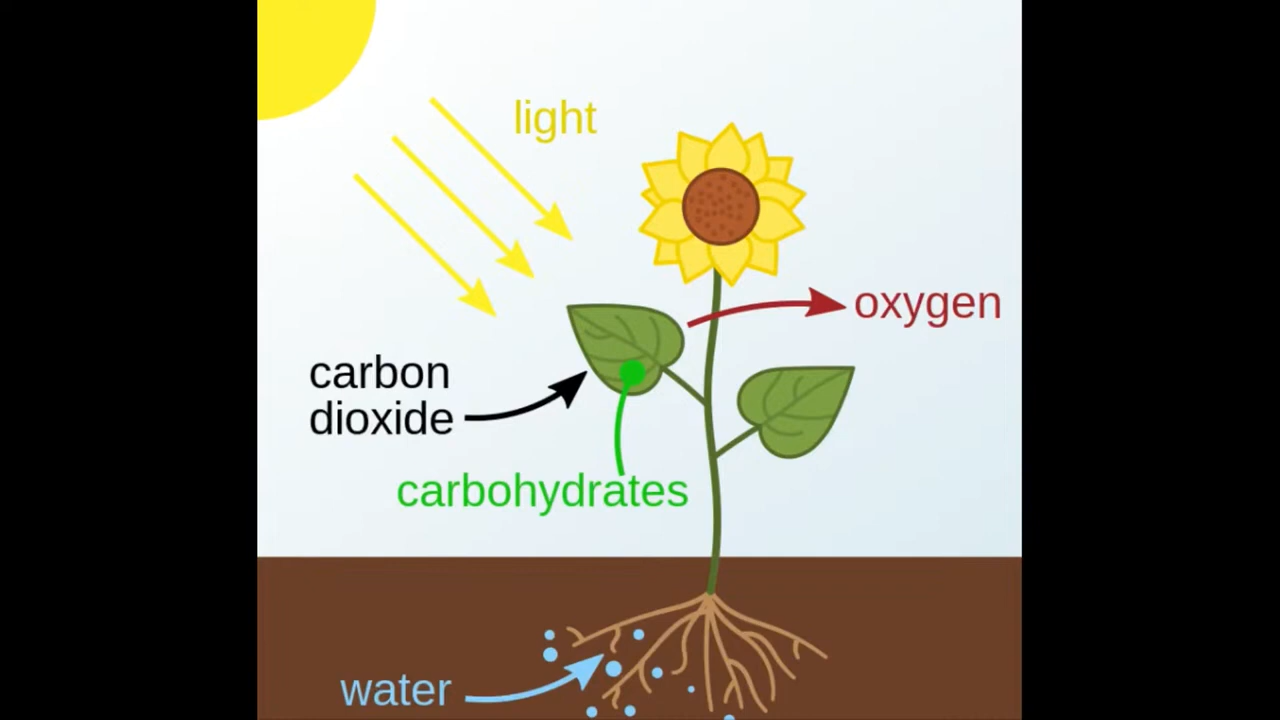 light
oxygen
carbon
dioxide
carbohydrates
water